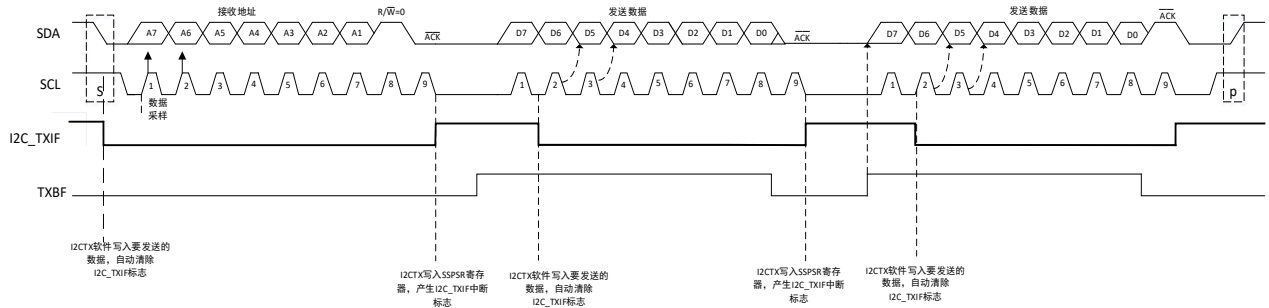 接收地址 R/W=0 发送数据 发送数据
SDA A7 A6 A5 A4 A3 A2 A1 ACK D7 D6 D5 D4 D3 D2 D1 D0 ACK D7 D6 D5 D4 D3 D2 D1 D0 ACK
SCL S 1 2 3 4 5 6 7 8 9 1 2 3 4 5 6 7 8 9 1 2 3 4 5 6 7 8 9 p
数据
采样
I2C_TXIF
TXBF
I2CTX软件写入要发送的
数据,自动清除
I2C_TXIF标志
I2CTX写入SSPSR寄存
器,产生I2C_TXIF中断
标志
I2CTX软件写入要发送的
数据,自动清除
I2C_TXIF标志
I2CTX写入SSPSR寄存
器,产生I2C_TXIF中断
标志
I2CTX软件写入要发送的
数据,自动清除
I2C_TXIF标志